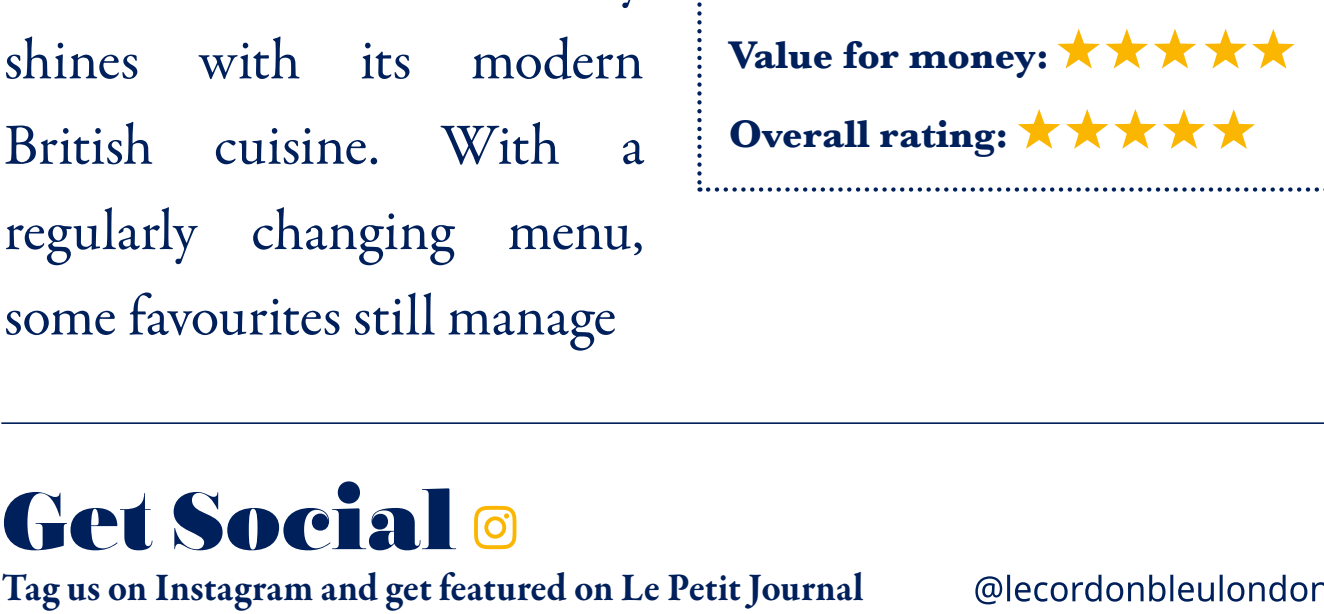 shines with its modern
British cuisine. With a
regularly changing menu,
some favourites still manage
Value for money:
Overall rating:
Get Social
Tag us on Instagram and get featured on Le Petit Journal
@lecordonbleulondon